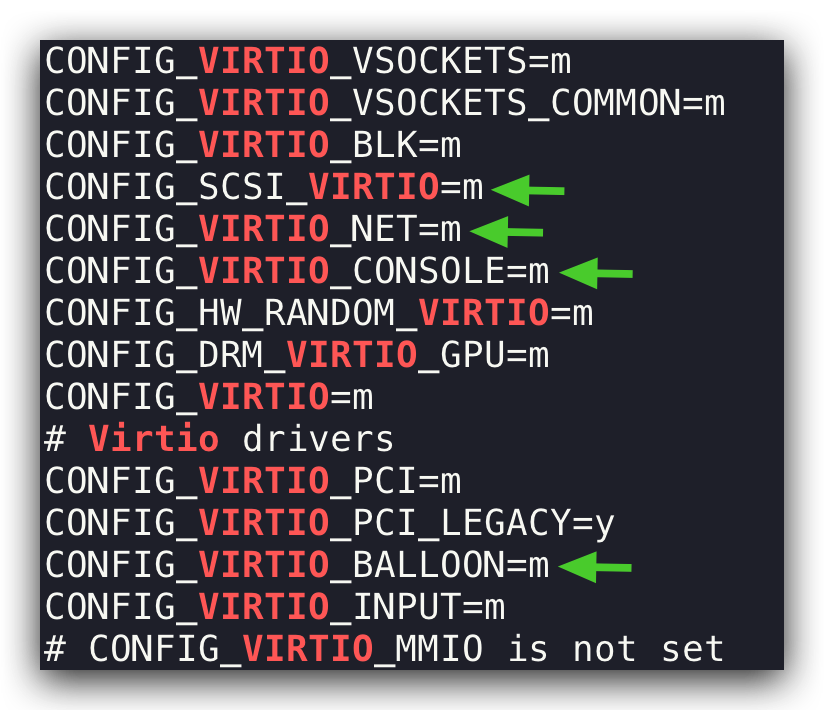 CONFIG_VIRTIO_VSOCKETS=m
CONFIG_VIRTIO_VSOCKETS_COMMON=m
CONFIG_VIRTIO_BLK=m
CONFIG_SCSI_VIRTIO=m
CONFIG_VIRTIO_NET=m
CONFIG_VIRTIO_CONSOLE=m
CONFIG_HW_RANDOM_VIRTIO=m
CONFIG_DRM_VIRTIO_GPU=m
CONFIG_VIRTIO=m
# Virtio drivers
CONFIG_VIRTIO_PCI=m
CONFIG_VIRTIO_PCI_LEGACY=y
CONFIG_VIRTIO_BALLOON=m
CONFIG_VIRTIO_INPUT=m
# CONFIG_VIRTIO_MMIO is not set